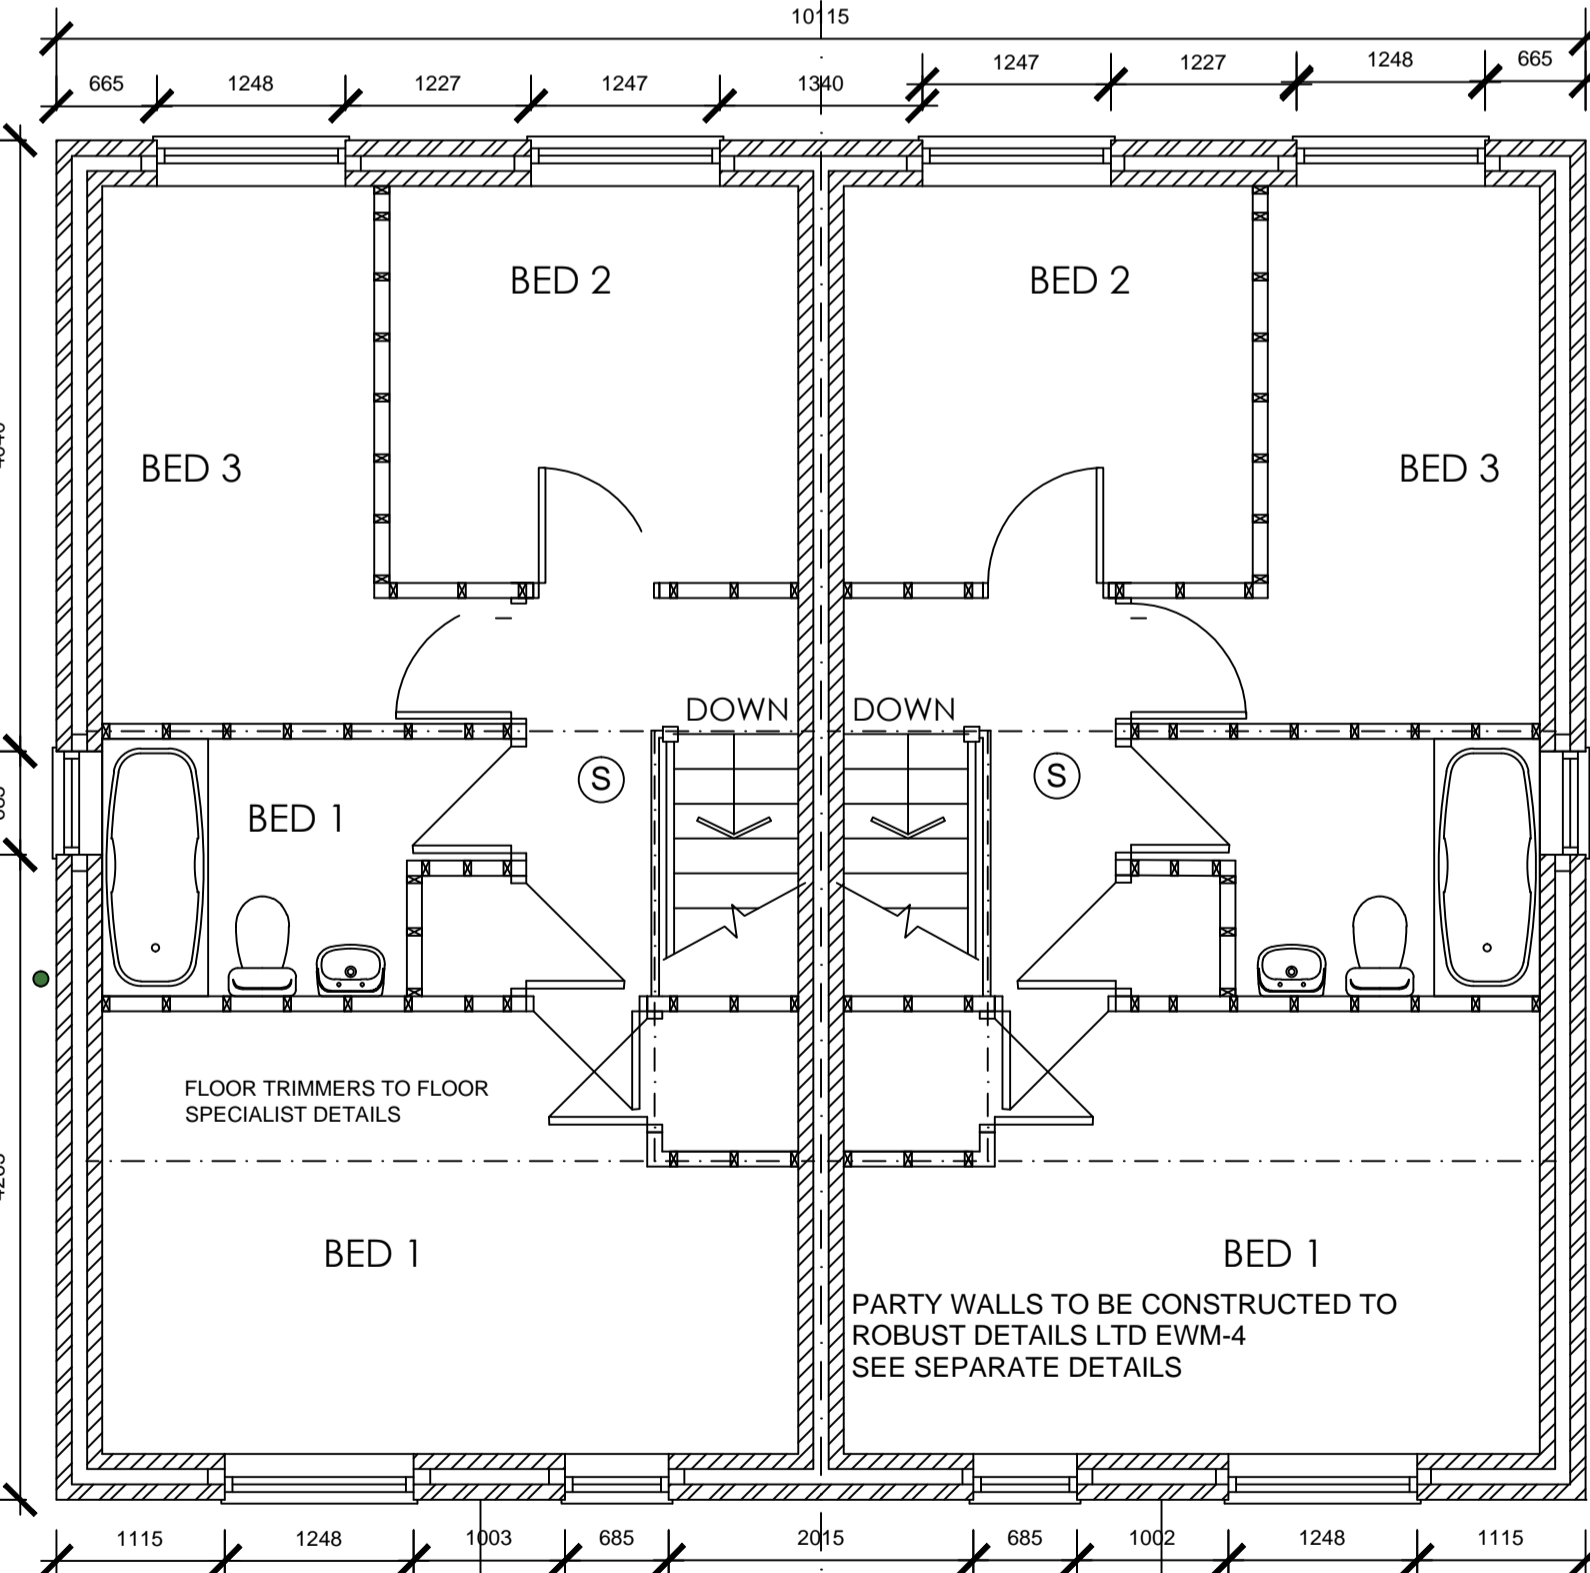 10115
665 1248 1227 1247 1340 1247 1227 1248 665
BED 2 BED 2
BED 3 BED 3
DOWN DOWN
S S
BED 1
FLOOR TRIMMERS TO FLOOR
SPECIALIST DETAILS
BED 1 BED 1
PARTY WALLS TO BE CONSTRUCTED TO
ROBUST DETAILS LTD EWM-4
SEE SEPARATE DETAILS
1115 1248 1003 685 2015 685 1002 1248 1115